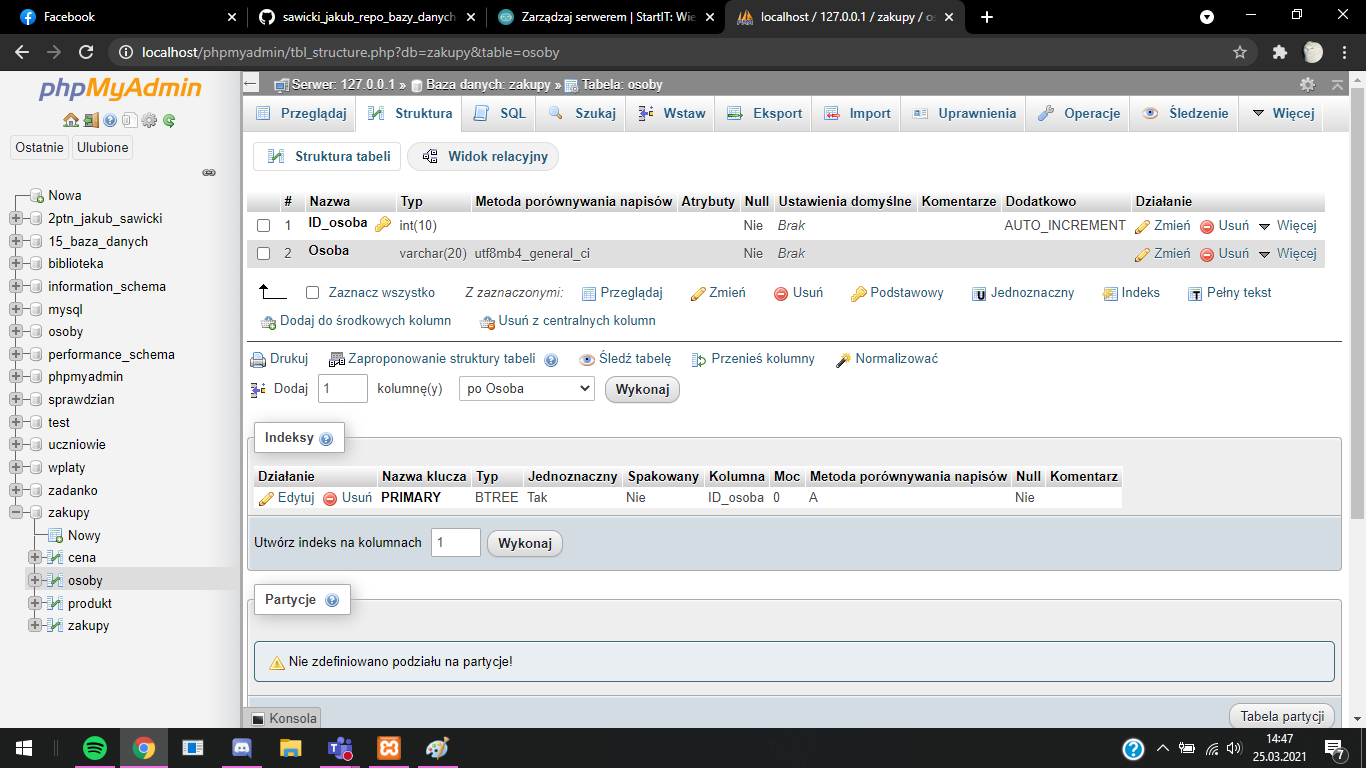 Facebook
sawicki_jakub_repo_bazy_danych
Zarządzaj serwerem | StartIT: Wie
localhost / 127.0.0.1 / zakupy / os
localhost/phpmyadmin/tbl_structure.php?db=zakupy&table=osoby
phpMyAdmin
Serwer: 127.0.0.1 » Baza danych: zakupy » Tabela: osoby
Przeglądaj Struktura SQL Szukaj Wstaw Eksport Import Uprawnienia Operacje Śledzenie Więcej
Ostatnie Ulubione
Struktura tabeli Widok relacyjny
Nowa
2ptn_jakub_sawicki
15_baza_danych
biblioteka
information_schema
mysql
osoby
performance_schema
phpmyadmin
sprawdzian
test
uczniowie
wplaty
zadanko
zakupy
Nowy
cena
osoby
produkt
zakupy
# Nazwa Typ Metoda porównywania napisów Atrybuty Null Ustawienia domyślne Komentarze Dodatkowo Działanie
1 ID_osoba int(10) Nie Brak AUTO_INCREMENT Zmień Usuń Więcej
2 Osoba varchar(20) utf8mb4_general_ci Nie Brak Zmień Usuń Więcej
Zaznacz wszystko Z zaznaczonymi: Przeglądaj Zmień Usuń Podstawowy Jednoznaczny Indeks Pełny tekst
Dodaj do środkowych kolumn Usuń z centralnych kolumn
Drukuj Zaproponowanie struktury tabeli Śledź tabelę Przenieś kolumny Normalizować
Dodaj 1 kolumnę(y) po Osoba Wykonaj
Indeksy
Działanie Nazwa klucza Typ Jednoznaczny Spakowany Kolumna Moc Metoda porównywania napisów Null Komentarz
Edytuj Usuń PRIMARY BTREE Tak Nie ID_osoba 0 A Nie
Utwórz indeks na kolumnach 1 Wykonaj
Partycje
Nie zdefiniowano podziału na partycje!
Konsola
Tabela partycji
14:47
25.03.2021
7